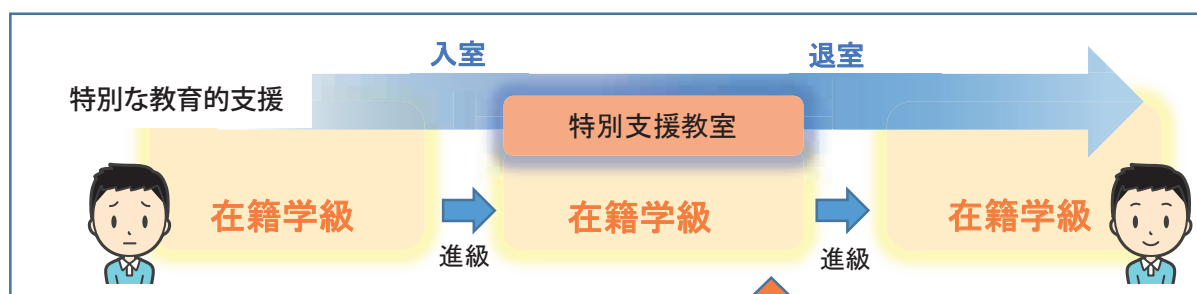 入室
退室
特別な教育的支援
特別支援教室
在籍学級
在籍学級
在籍学級
進級
進級